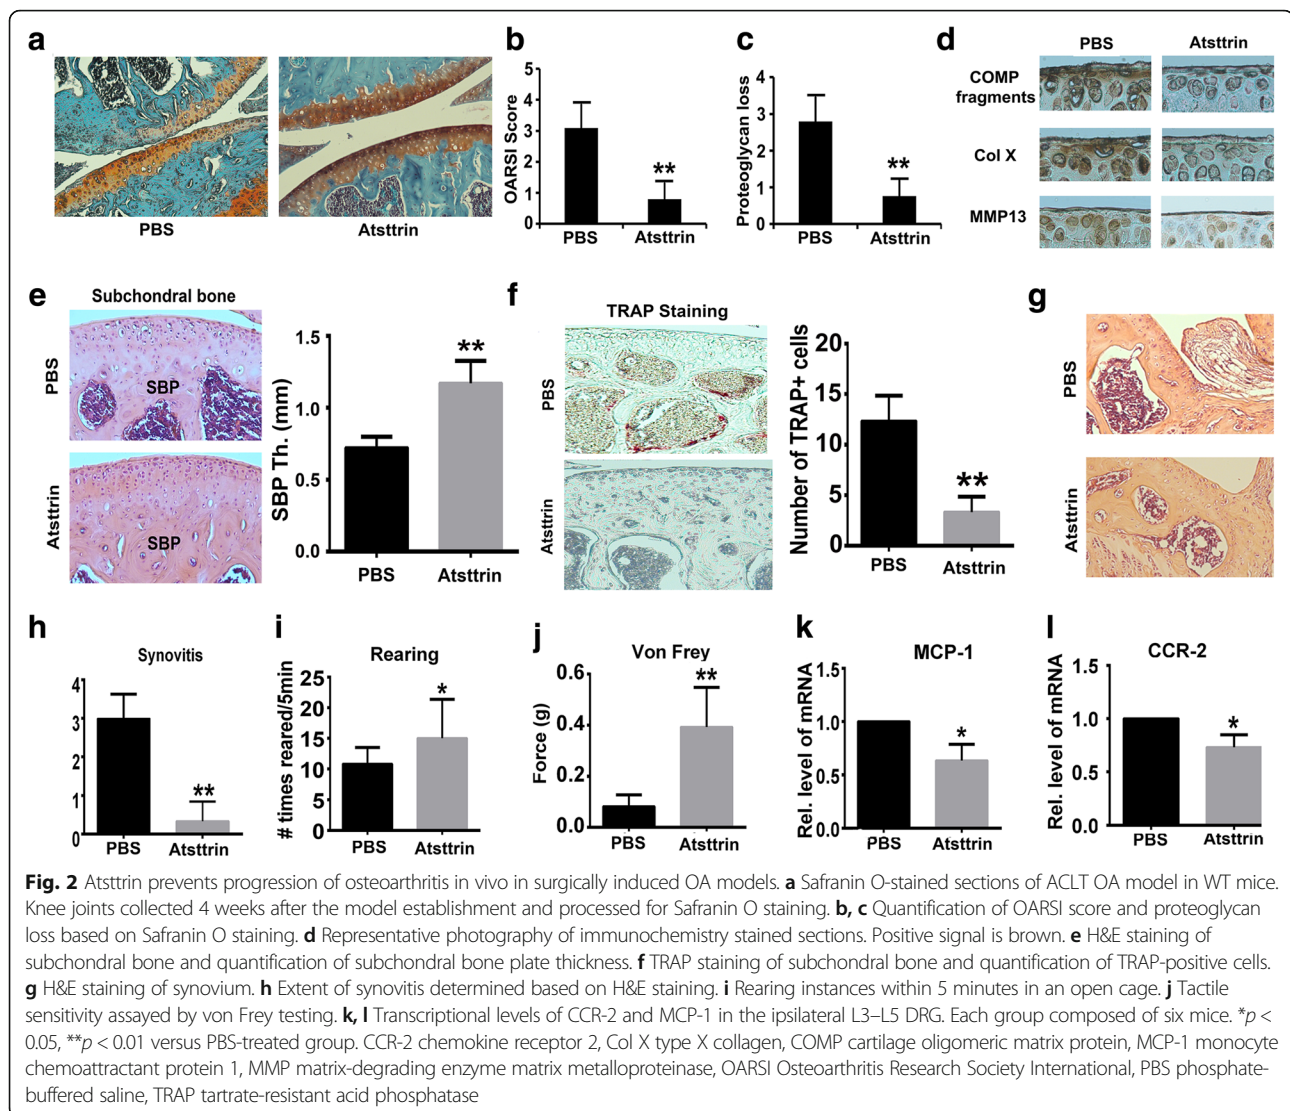 a
PBS
Atsttrin
b
OARSI Score
5
4
3
2
1
0
**
PBS
Atsttrin
c
Proteoglycan loss
4
3
2
1
0
**
PBS
Atsttrin
d
PBS
Atsttrin
COMP
fragments
Col X
MMP13
e
Subchondral bone
PBS
SBP
Atsttrin
SBP
SBP Th. (mm)
1.5
1.0
0.5
0.0
**
PBS
Atsttrin
f
TRAP Staining
PBS
Atsttrin
Number of TRAP+ cells
20
15
10
5
0
**
PBS
Atsttrin
g
PBS
Atsttrin
h
Synovitis
4
3
2
1
0
**
PBS
Atsttrin
i
Rearing
# times reared/5min
25
20
15
10
5
0
*
PBS
Atsttrin
j
Von Frey
Force (g)
0.6
0.4
0.2
0.0
**
PBS
Atsttrin
k
MCP-1
Rel. level of mRNA
1.5
1.0
0.5
0.0
*
PBS
Atsttrin
l
CCR-2
Rel. level of mRNA
1.5
1.0
0.5
0.0
*
PBS
Atsttrin
Fig. 2 Atsttrin prevents progression of osteoarthritis in vivo in surgically induced OA models. a Safranin O-stained sections of ACLT OA model in WT mice.
Knee joints collected 4 weeks after the model establishment and processed for Safranin O staining. b, c Quantification of OARSI score and proteoglycan
loss based on Safranin O staining. d Representative photography of immunochemistry stained sections. Positive signal is brown. e H&E staining of
subchondral bone and quantification of subchondral bone plate thickness. f TRAP staining of subchondral bone and quantification of TRAP-positive cells.
g H&E staining of synovium. h Extent of synovitis determined based on H&E staining. i Rearing instances within 5 minutes in an open cage. j Tactile
sensitivity assayed by von Frey testing. k, l Transcriptional levels of CCR-2 and MCP-1 in the ipsilateral L3–L5 DRG. Each group composed of six mice. *p <
0.05, **p < 0.01 versus PBS-treated group. CCR-2 chemokine receptor 2, Col X type X collagen, COMP cartilage oligomeric matrix protein, MCP-1 monocyte
chemoattractant protein 1, MMP matrix-degrading enzyme matrix metalloproteinase, OARSI Osteoarthritis Research Society International, PBS phosphate-
buffered saline, TRAP tartrate-resistant acid phosphatase